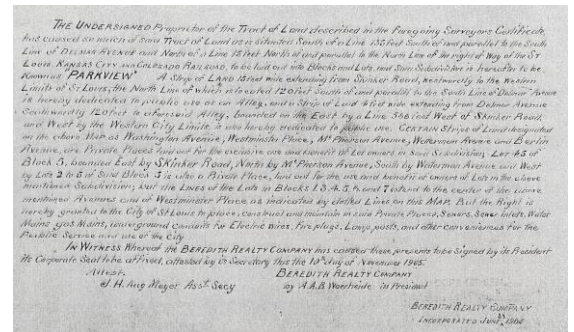 THE UNDERSIGNED Proprietor of the Tract of Land described in the Foregoing Surveyors Certificate,
has caused so much of said Tract of Land as is situated South of a Line 135 feet South of and parallel to the South
Line of DELMAR AVENUE and North of a Line 15 feet North of and parallel to the North Line of the right of Way of the ST
LOUIS KANSAS CITY AND COLORADO RAILROAD, to be laid out into Blocks and Lots, and Said Subdivision is hereafter to be
Known as "PARKVIEW" A Strip of LAND 15 feet wide extending from Skinker Road, westwardly to the Western
Limits of St Louis, the North Line of which is located 120 feet South of and parallel to the South Line of Delmar Avenue
is hereby dedicated to public use as an Alley, and a Strip of Land wide extending from Delmar Avenue
Southwardly 120 feet to aforesaid Alley, bounded on the East by a Line West of Skinker Road,
and West by the Western City Limits, is also hereby dedicated to public use. CERTAIN Strips of Land designated
on the above MAP as Washington Avenue, Westminster Place, McPherson Avenue, Waterman Avenue and Berlin
Avenue, are Private Places laid out for the exclusive use and benefit of Lot owners in said Subdivision, Lot A5 of
Block 5, bounded East by SKINKER ROAD, North by McPherson Avenue, South by Waterman Avenue and West
by Lots 2 of Said Block 5 is also a Private Place, laid out for the use and benefit of owners of Lots in the above
mentioned Subdivision, but the Lines of the Lots in Blocks 1. 3. 4. 5. 6. and 7 extend to the center of the above
mentioned Avenues and of Westminster Place as indicated by dotted Lines on this MAP. But the Right is
hereby granted to the City of St Louis to place, construct and maintain in said Private Places, Sewers, Sewer inlets, Water
Mains, gas Mains, underground conduits for Electric Wires, fire plugs, Lamp posts, and other conveniences for the
Public Service and use of the City.
IN WITNESS Whereof the BEREDITH REALTY COMPANY has caused these presents to be Signed by its President
its Corporate Seal to be affixed, attested by its Secretary this the 10th day of November 1905.
Attest. BEREDITH REALTY COMPANY
H. Aug Meyer Asst. Secy by A.A.B. Woerheide President
BEREDITH REALTY COMPANY
INCORPORATED JUNE